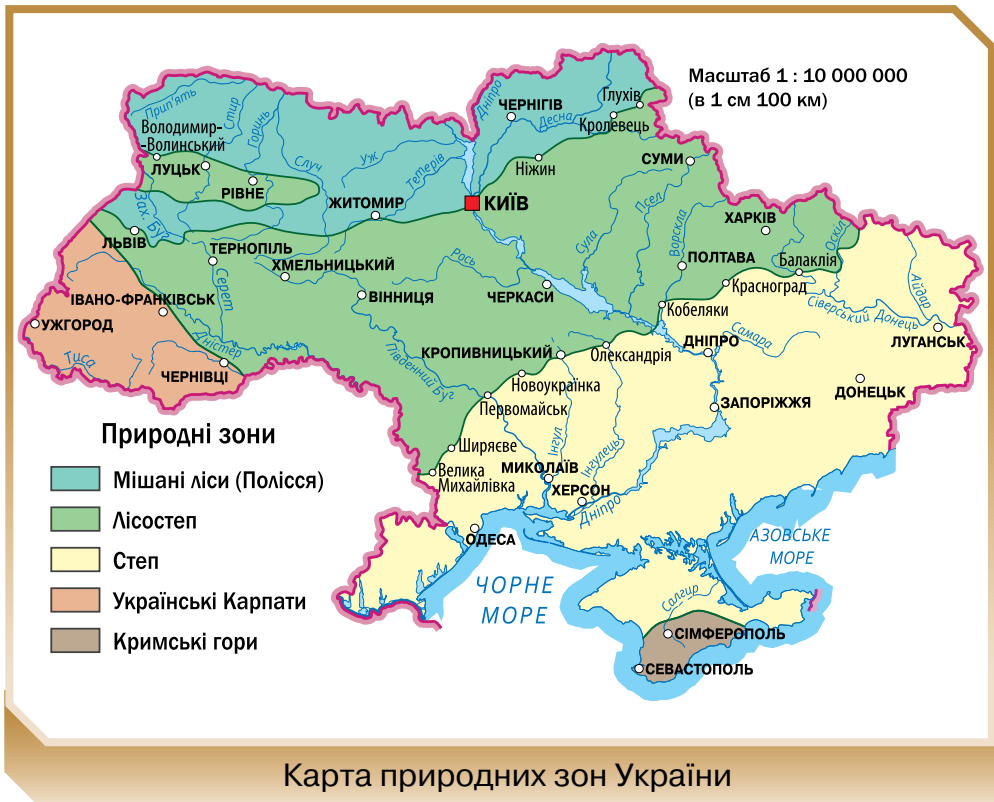 Масштаб 1 : 10 000 000
(в 1 см 100 км)
Прип'ять
Стир
Горинь
Случ
Уж
Тетерів
Дніпро
Десна
Глухів
ЧЕРНІГІВ
Кролевець
Володимир-
-Волинський
ЛУЦЬК
РІВНЕ
Ніжин
СУМИ
ЖИТОМИР
КИЇВ
Псел
Сула
Ворскла
ХАРКІВ
Оскіл
Зах. Буг
ЛЬВІВ
ТЕРНОПІЛЬ
ХМЕЛЬНИЦЬКИЙ
Рось
ПОЛТАВА
Балаклія
Красноград
Айдар
Серет
ІВАНО-ФРАНКІВСЬК
ВІННИЦЯ
ЧЕРКАСИ
Кобеляки
Сіверський Донець
УЖГОРОД
Тиса
Дністер
ЧЕРНІВЦІ
Південний Буг
КРОПИВНИЦЬКИЙ
Олександрія
ДНІПРО
Самара
ЛУГАНСЬК
Новоукраїнка
Первомайськ
ДОНЕЦЬК
ЗАПОРІЖЖЯ
Ширяєве
Інгул
Інгулець
Велика
Михайлівка
МИКОЛАЇВ
ХЕРСОН
Дніпро
ОДЕСА
АЗОВСЬКЕ
МОРЕ
ЧОРНЕ
МОРЕ
Салгир
СІМФЕРОПОЛЬ
СЕВАСТОПОЛЬ
Природні зони
Мішані ліси (Полісся)
Лісостеп
Степ
Українські Карпати
Кримські гори
Карта природних зон України